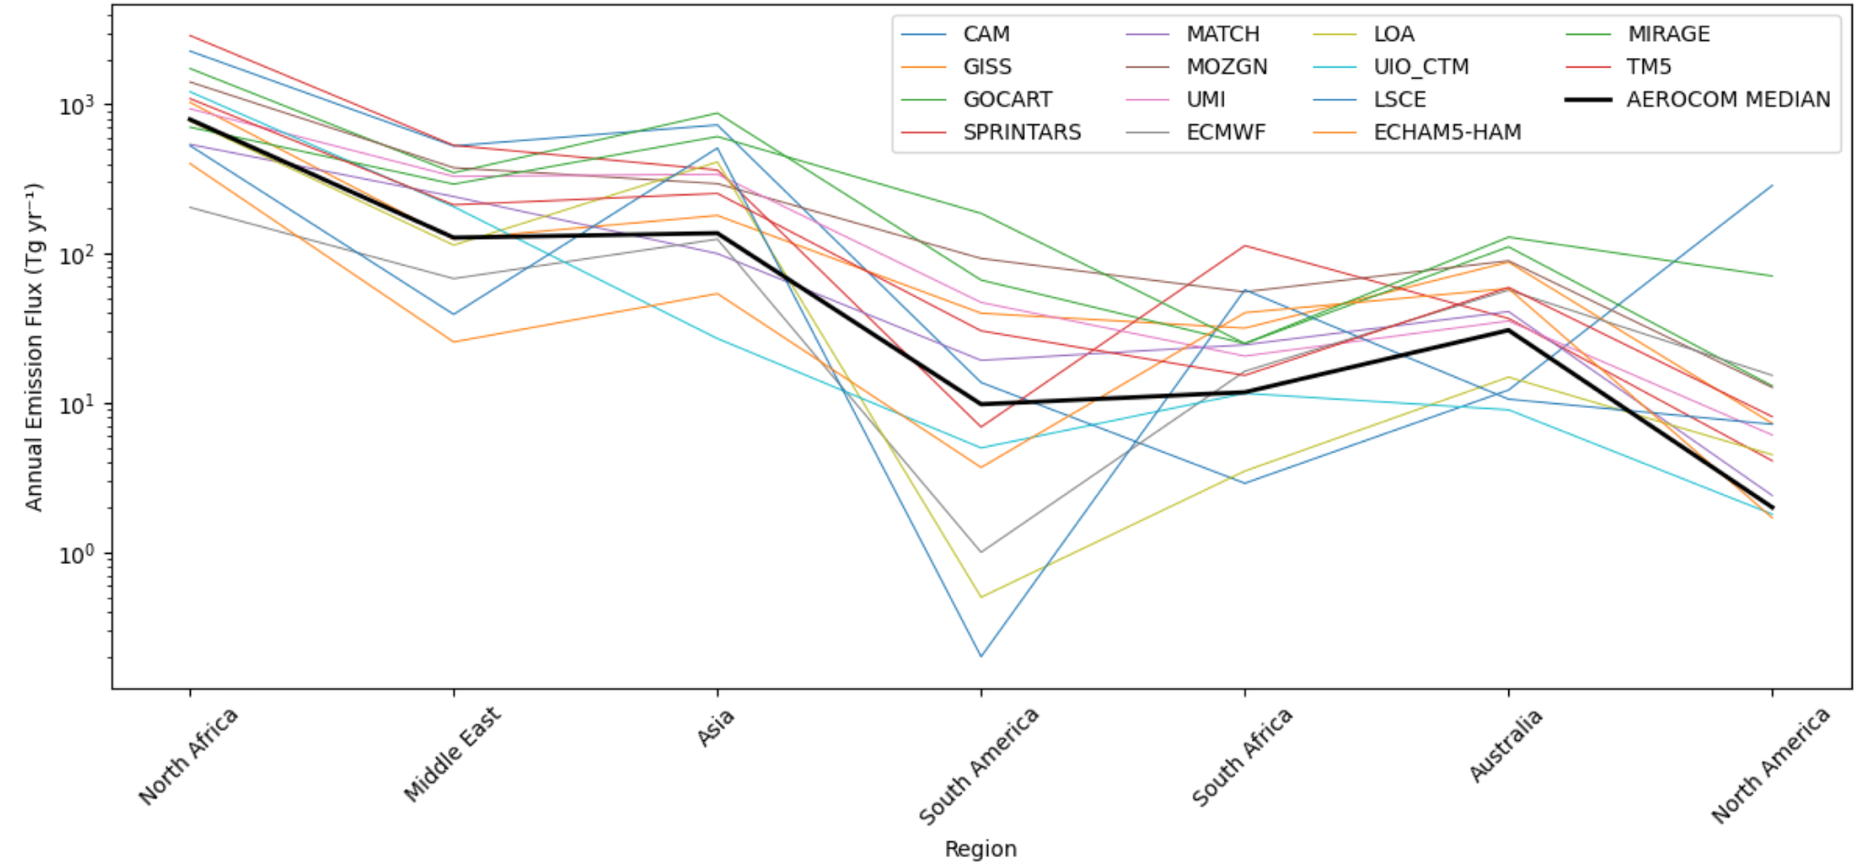 CAM
GISS
GOCART
SPRINTARS
MATCH
MOZGN
UMI
ECMWF
LOA
UIO_CTM
LSCE
ECHAM5-HAM
MIRAGE
TM5
AEROCOM MEDIAN
Annual Emission Flux (Tg yr⁻¹)
10³
10²
10¹
10⁰
North Africa
Middle East
Asia
South America
South Africa
Australia
North America
Region